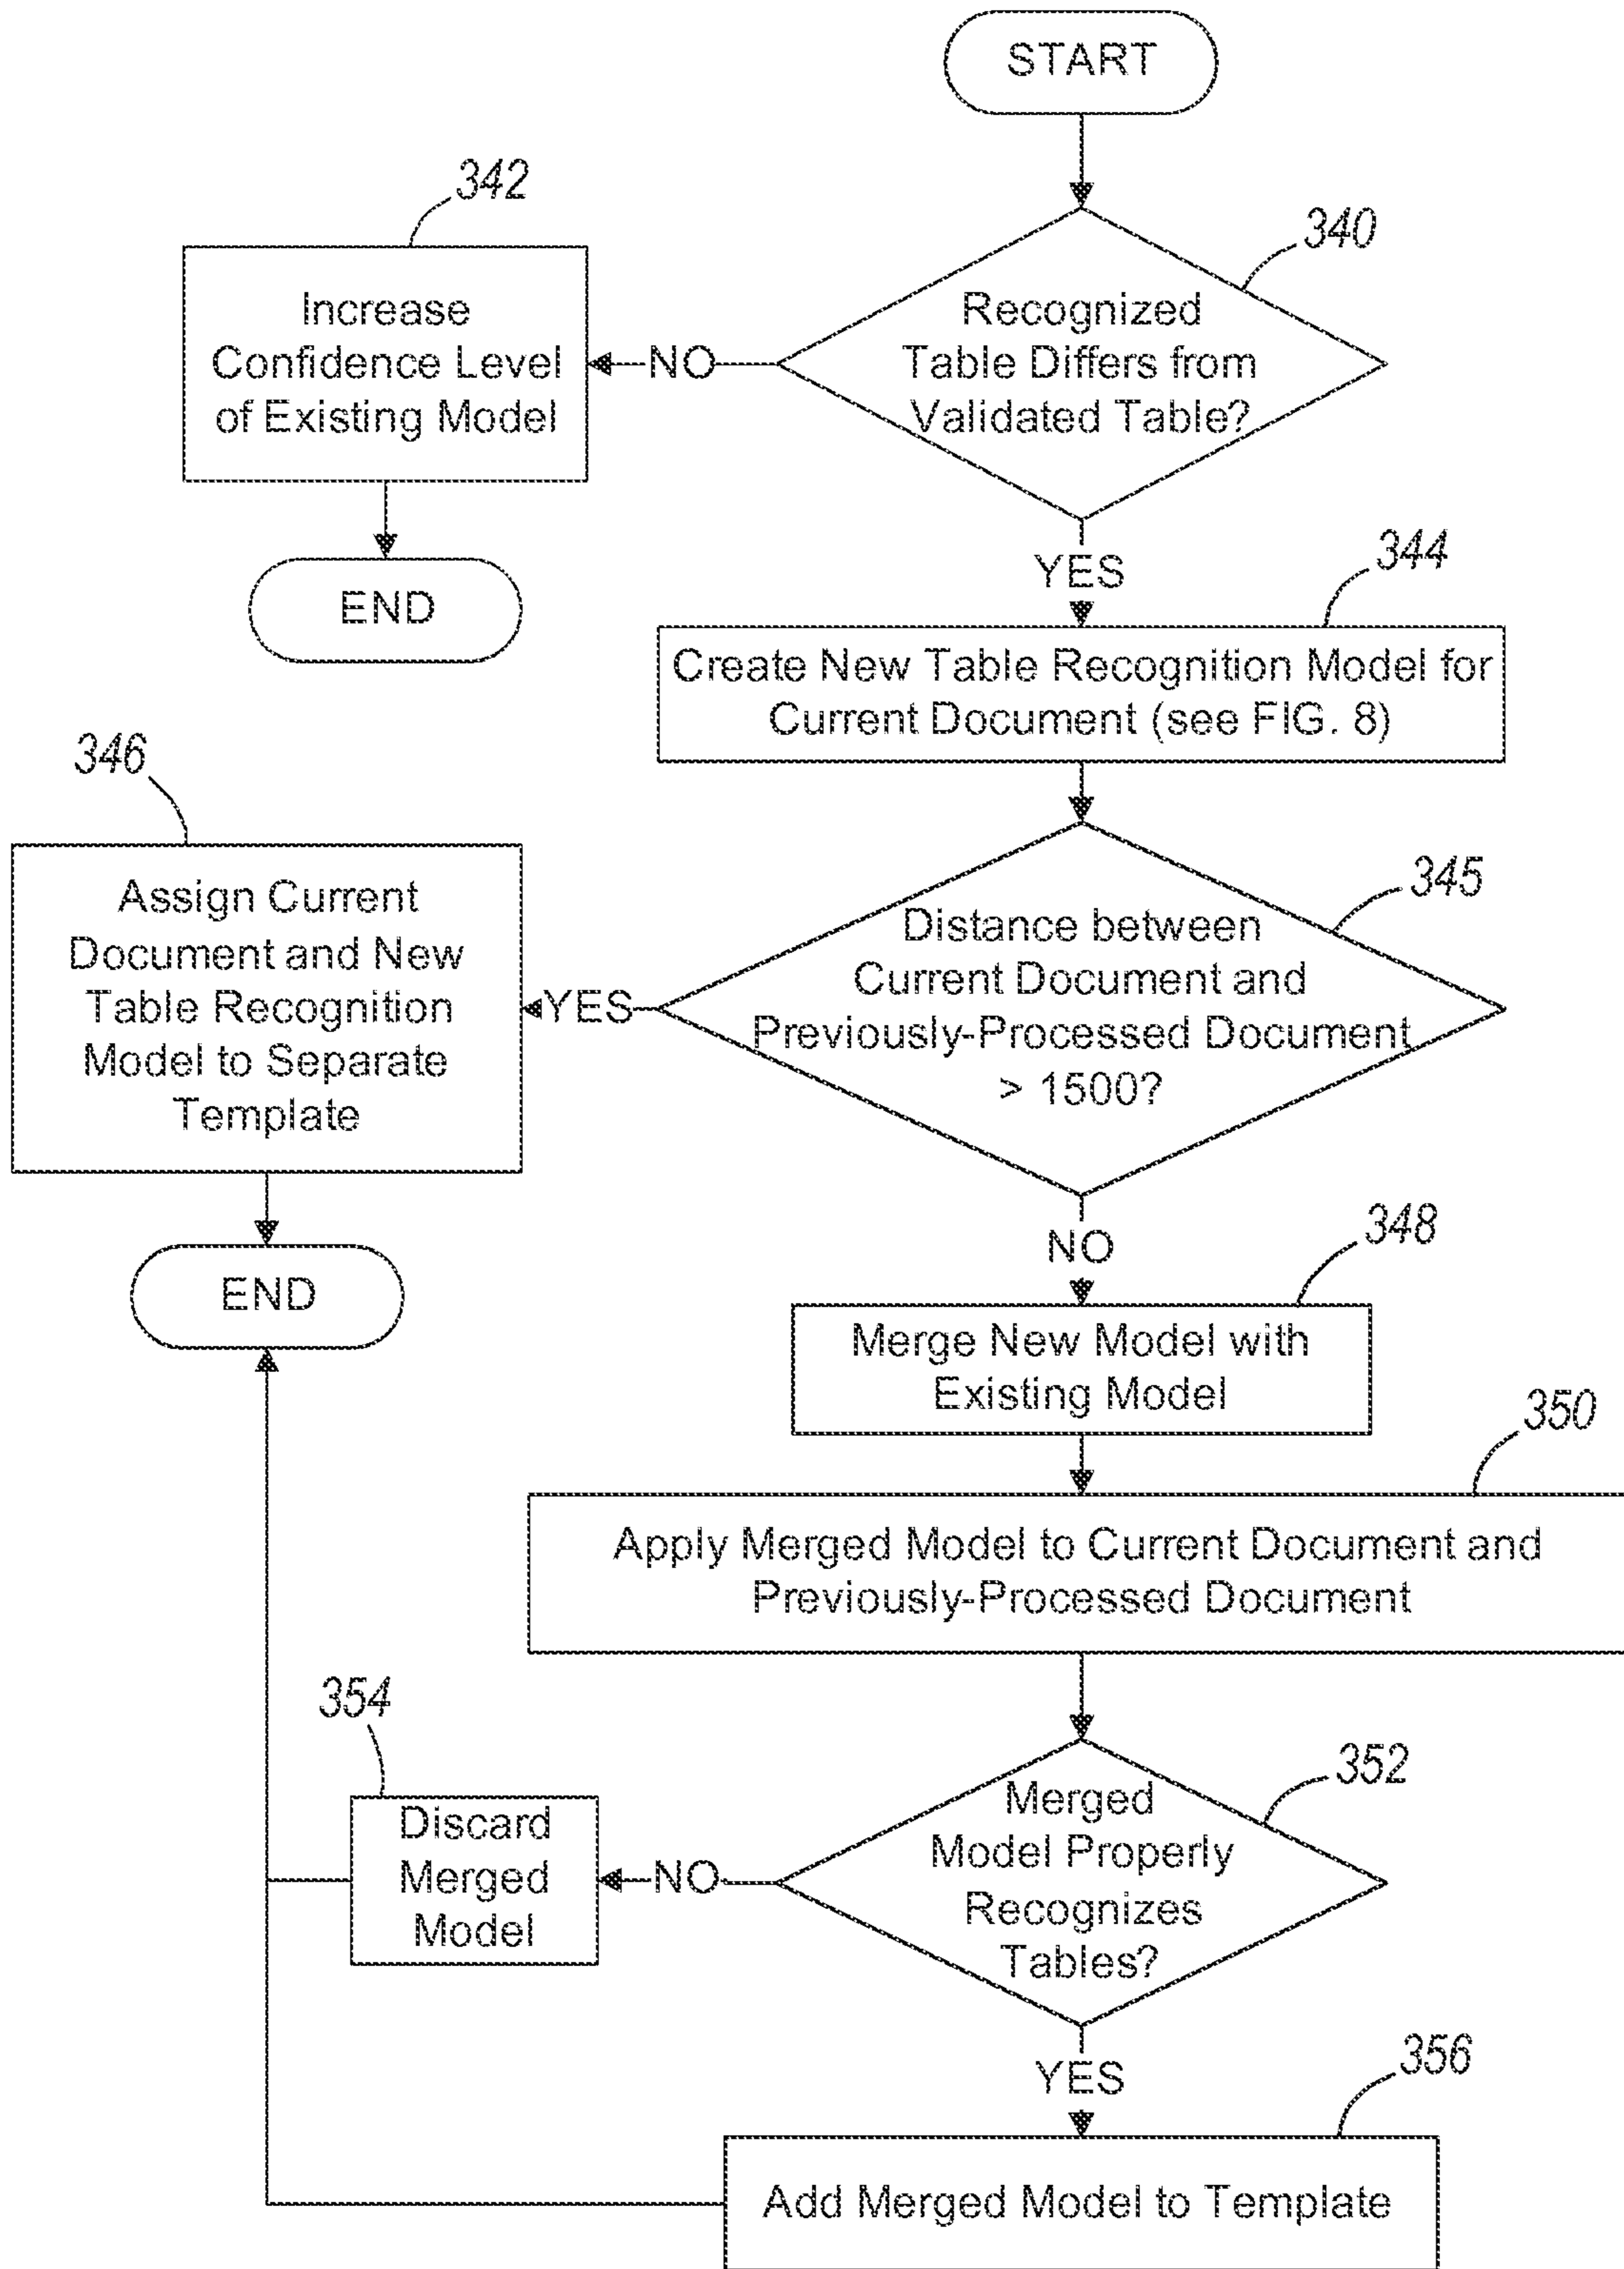 START
340
Recognized
Table Differs from
Validated Table?
NO
342
Increase
Confidence Level
of Existing Model
END
YES
344
Create New Table Recognition Model for
Current Document (see FIG. 8)
345
Distance between
Current Document and
Previously-Processed Document
> 1500?
YES
346
Assign Current
Document and New
Table Recognition
Model to Separate
Template
END
NO
348
Merge New Model with
Existing Model
350
Apply Merged Model to Current Document and
Previously-Processed Document
352
Merged
Model Properly
Recognizes
Tables?
NO
354
Discard
Merged
Model
YES
356
Add Merged Model to Template